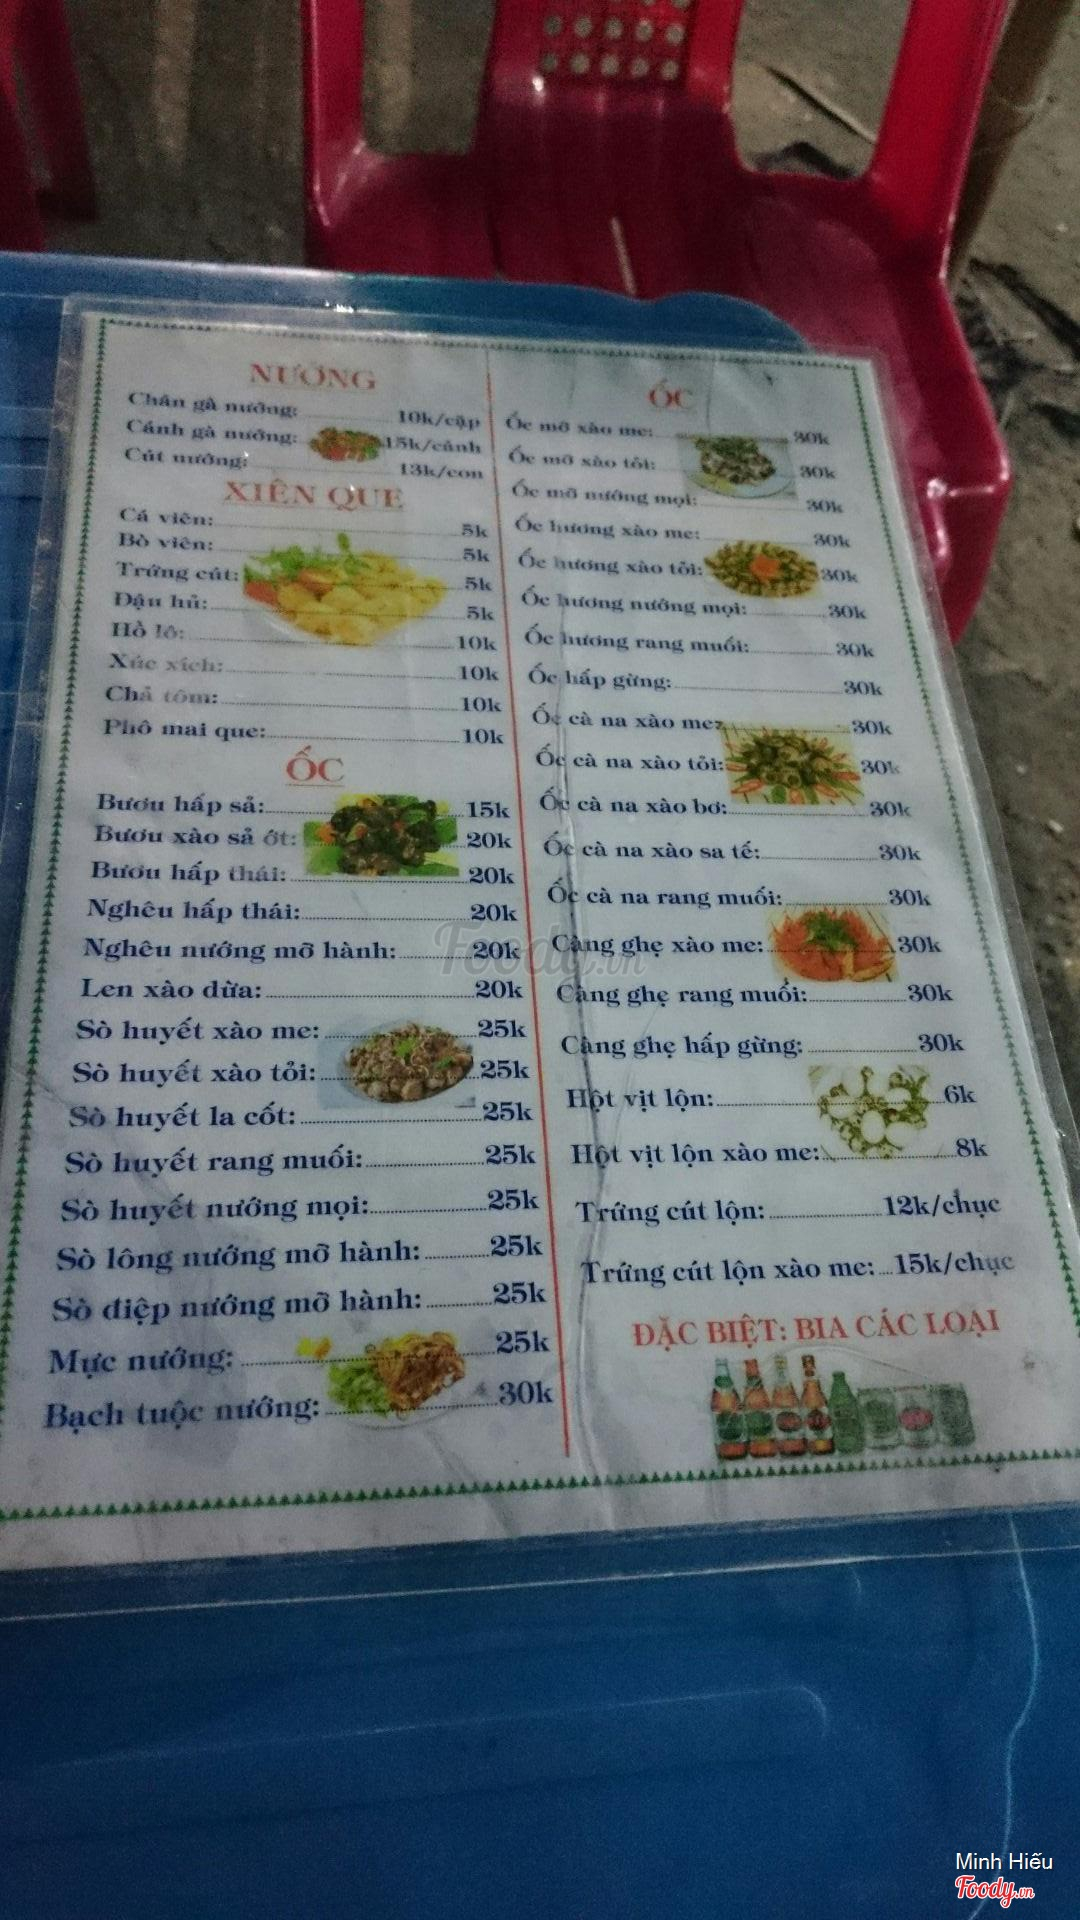 NƯỚNG
Chân gà nướng: 10k/cặp
Cánh gà nướng: 15k/cánh
Cút nướng: 13k/con
XIÊN QUE
Cá viên: 5k
Bò viên: 5k
Trứng cút: 5k
Đậu hủ: 5k
Hồ lô: 10k
Xúc xích: 10k
Chả tôm: 10k
Phô mai que: 10k
ỐC
Bươu hấp sả: 15k
Bươu xào sả ớt: 20k
Bươu hấp thái: 20k
Nghêu hấp thái: 20k
Nghêu nướng mỡ hành: 20k
Len xào dừa: 20k
Sò huyết xào me: 25k
Sò huyết xào tỏi: 25k
Sò huyết la cốt: 25k
Sò huyết rang muối: 25k
Sò huyết nướng mọi: 25k
Sò lông nướng mỡ hành: 25k
Sò điệp nướng mỡ hành: 25k
Mực nướng: 25k
Bạch tuộc nướng: 30k
ỐC
Ốc mỡ xào me: 30k
Ốc mỡ xào tỏi: 30k
Ốc mỡ nướng mọi: 30k
Ốc hương xào me: 30k
Ốc hương xào tỏi: 30k
Ốc hương nướng mọi: 30k
Ốc hương rang muối: 30k
Ốc hấp gừng: 30k
Ốc cà na xào me: 30k
Ốc cà na xào tỏi: 30k
Ốc cà na xào bơ: 30k
Ốc cà na xào sa tế: 30k
Ốc cà na rang muối: 30k
Càng ghẹ xào me: 30k
Càng ghẹ rang muối: 30k
Càng ghẹ hấp gừng: 30k
Hột vịt lộn: 6k
Hột vịt lộn xào me: 8k
Trứng cút lộn: 12k/chục
Trứng cút lộn xào me: 15k/chục
ĐẶC BIỆT: BIA CÁC LOẠI
Foody.vn
Minh Hiếu
Foody.vn